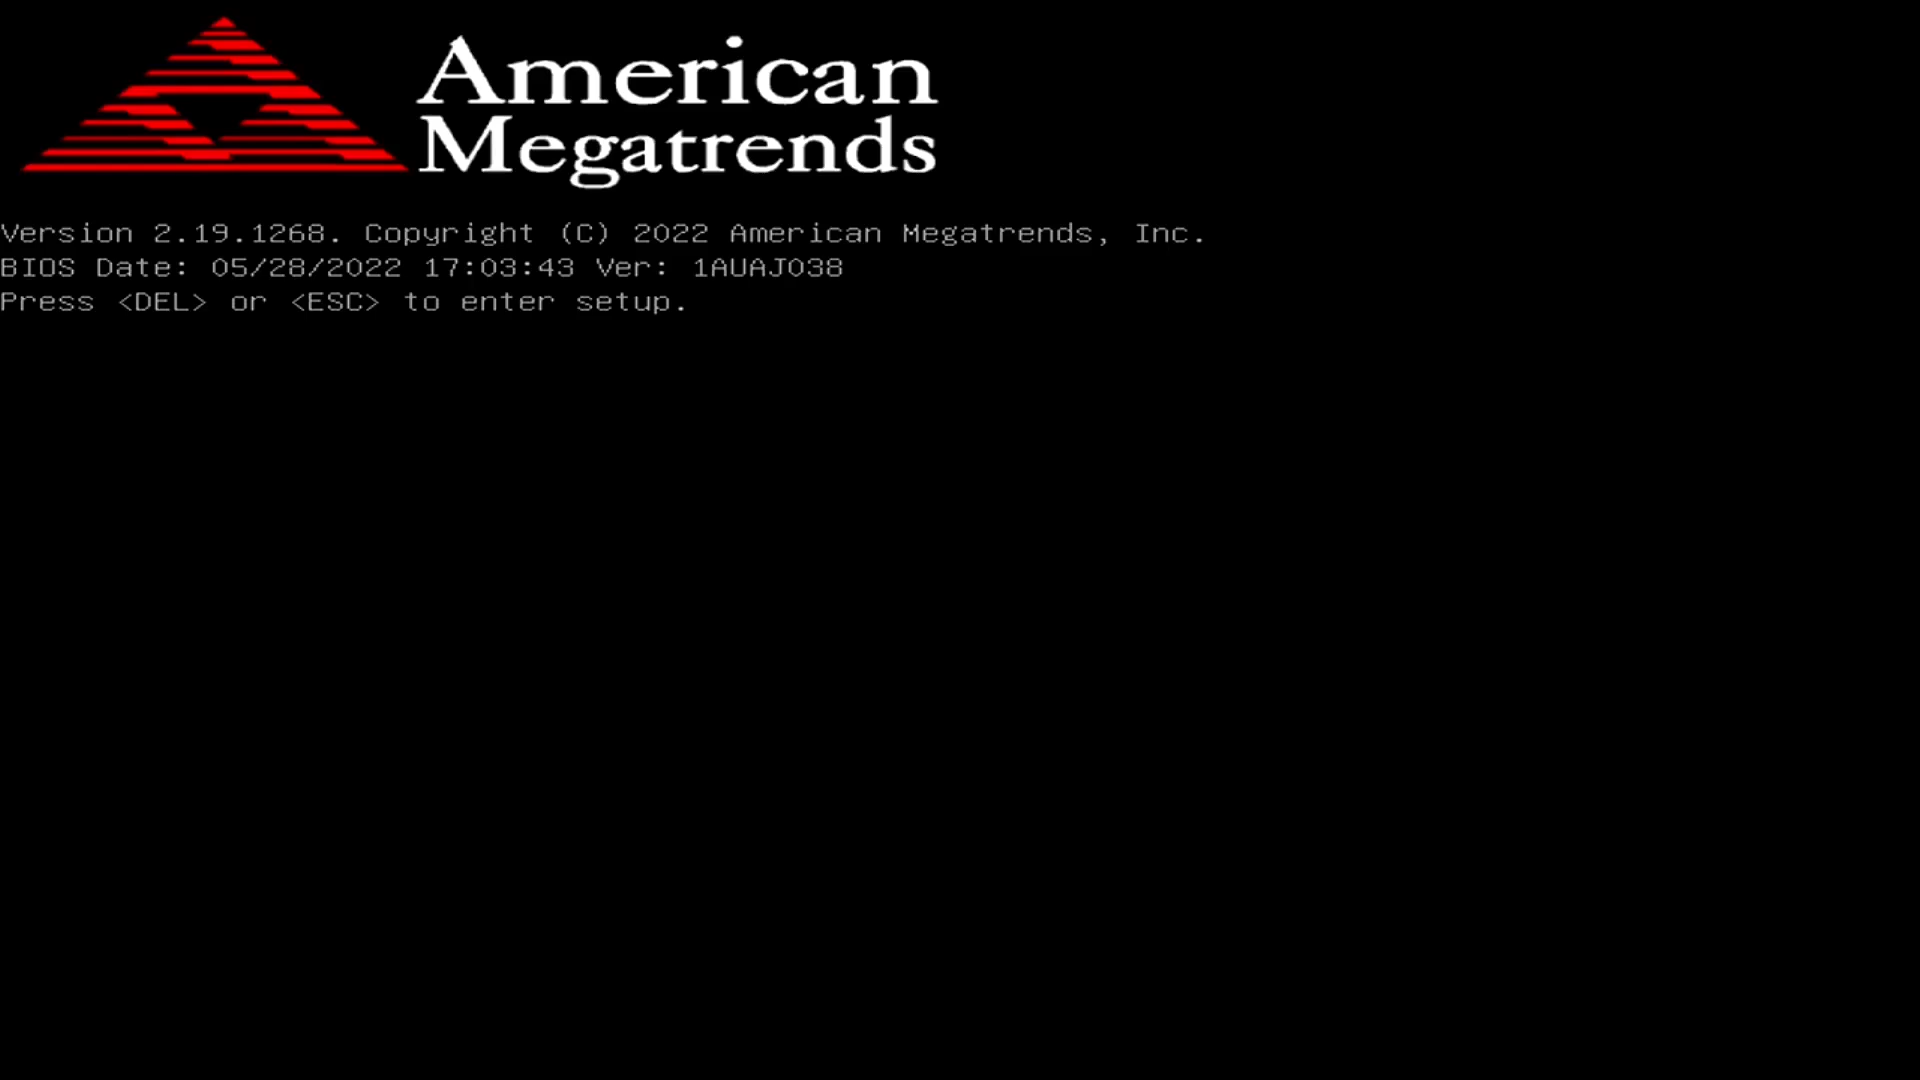 American
Megatrends
Version 2.19.1268. Copyright (C) 2022 American Megatrends, Inc.
BIOS Date: 05/28/2022 17:03:43 Ver: 1AUAJ038
Press <DEL> or <ESC> to enter setup.